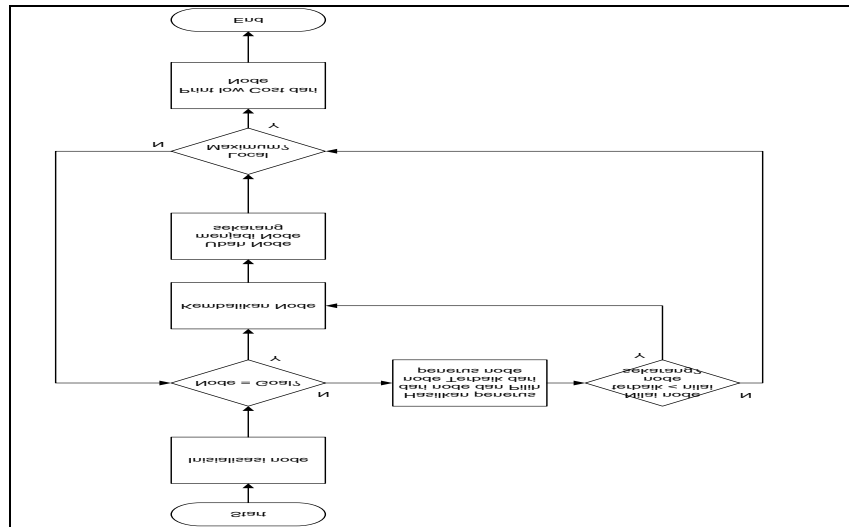 Start
Inisialisasi node
Node = Goal?
N
Y
Hasilkan penerus
dari node dan Pilih
node Terbaik dari
penerus node
Nilai node
terbaik < nilai
node
sekarang?
N
Y
Kembalikan Node
Ubah Node
menjadi Node
sekarang
Local
Maximum?
N
Y
Print low Cost dari
Node
End